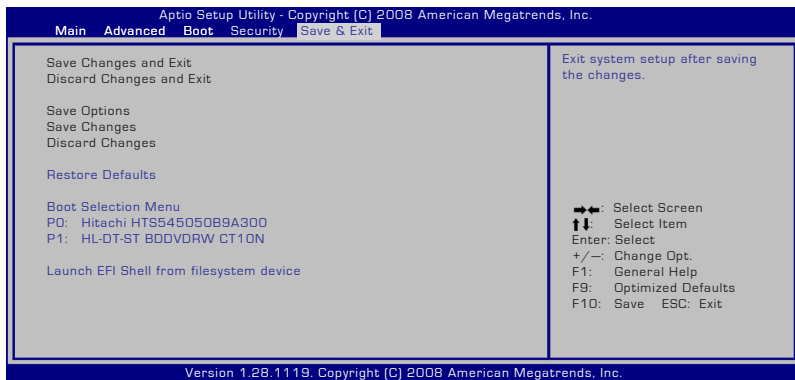 Aptio Setup Utility - Copyright (C) 2008 American Megatrends, Inc.
Main Advanced Boot Security Save & Exit
Save Changes and Exit
Discard Changes and Exit
Save Options
Save Changes
Discard Changes
Restore Defaults
Boot Selection Menu
P0: Hitachi HTS545050B9A300
P1: HL-DT-ST BDDVDRW CT10N
Launch EFI Shell from filesystem device
Exit system setup after saving
the changes.
→←: Select Screen
↑↓: Select Item
Enter: Select
+/—: Change Opt.
F1: General Help
F9: Optimized Defaults
F10: Save ESC: Exit
Version 1.28.1119. Copyright (C) 2008 American Megatrends, Inc.